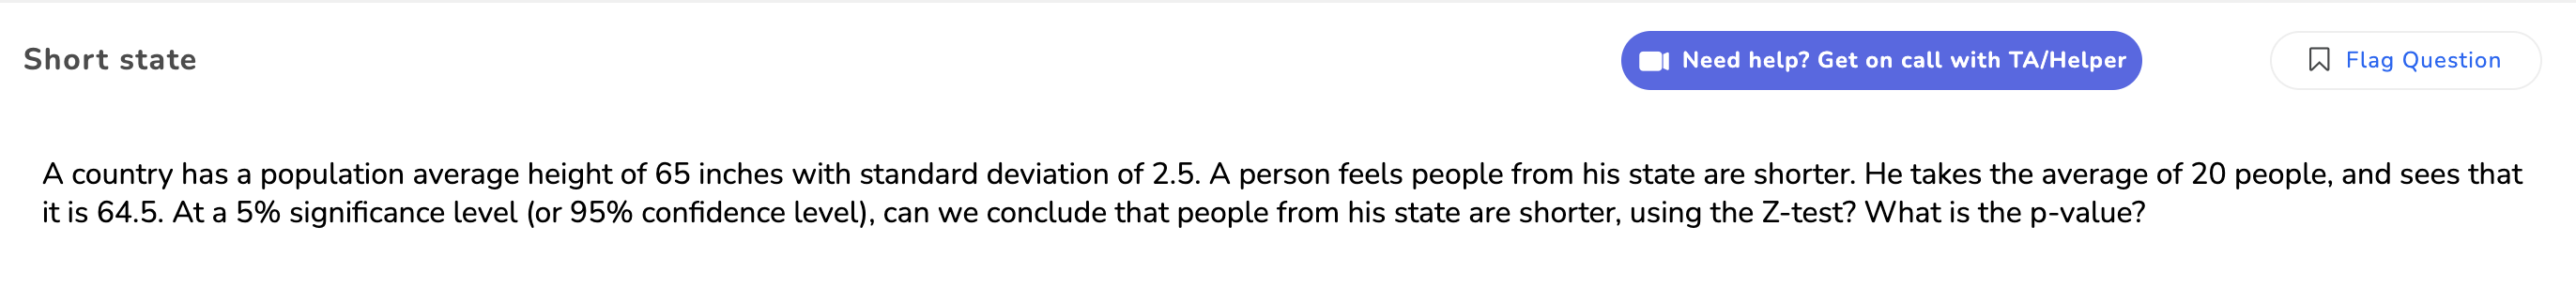 Short state
Need help? Get on call with TA/Helper
Flag Question
A country has a population average height of 65 inches with standard deviation of 2.5. A person feels people from his state are shorter. He takes the average of 20 people, and sees that
it is 64.5. At a 5% significance level (or 95% confidence level), can we conclude that people from his state are shorter, using the Z-test? What is the p-value?